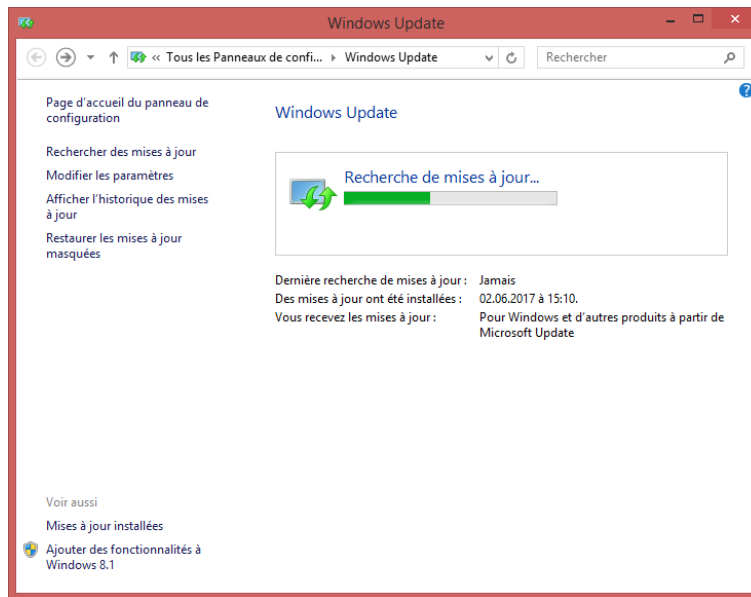 Windows Update
« Tous les Panneaux de confi... Windows Update
Rechercher
Page d'accueil du panneau de
configuration
Rechercher des mises à jour
Modifier les paramètres
Afficher l'historique des mises
à jour
Restaurer les mises à jour
masquées
Windows Update
Recherche de mises à jour...
Dernière recherche de mises à jour : Jamais
Des mises à jour ont été installées : 02.06.2017 à 15:10.
Vous recevez les mises à jour : Pour Windows et d'autres produits à partir de
Microsoft Update
Voir aussi
Mises à jour installées
Ajouter des fonctionnalités à
Windows 8.1